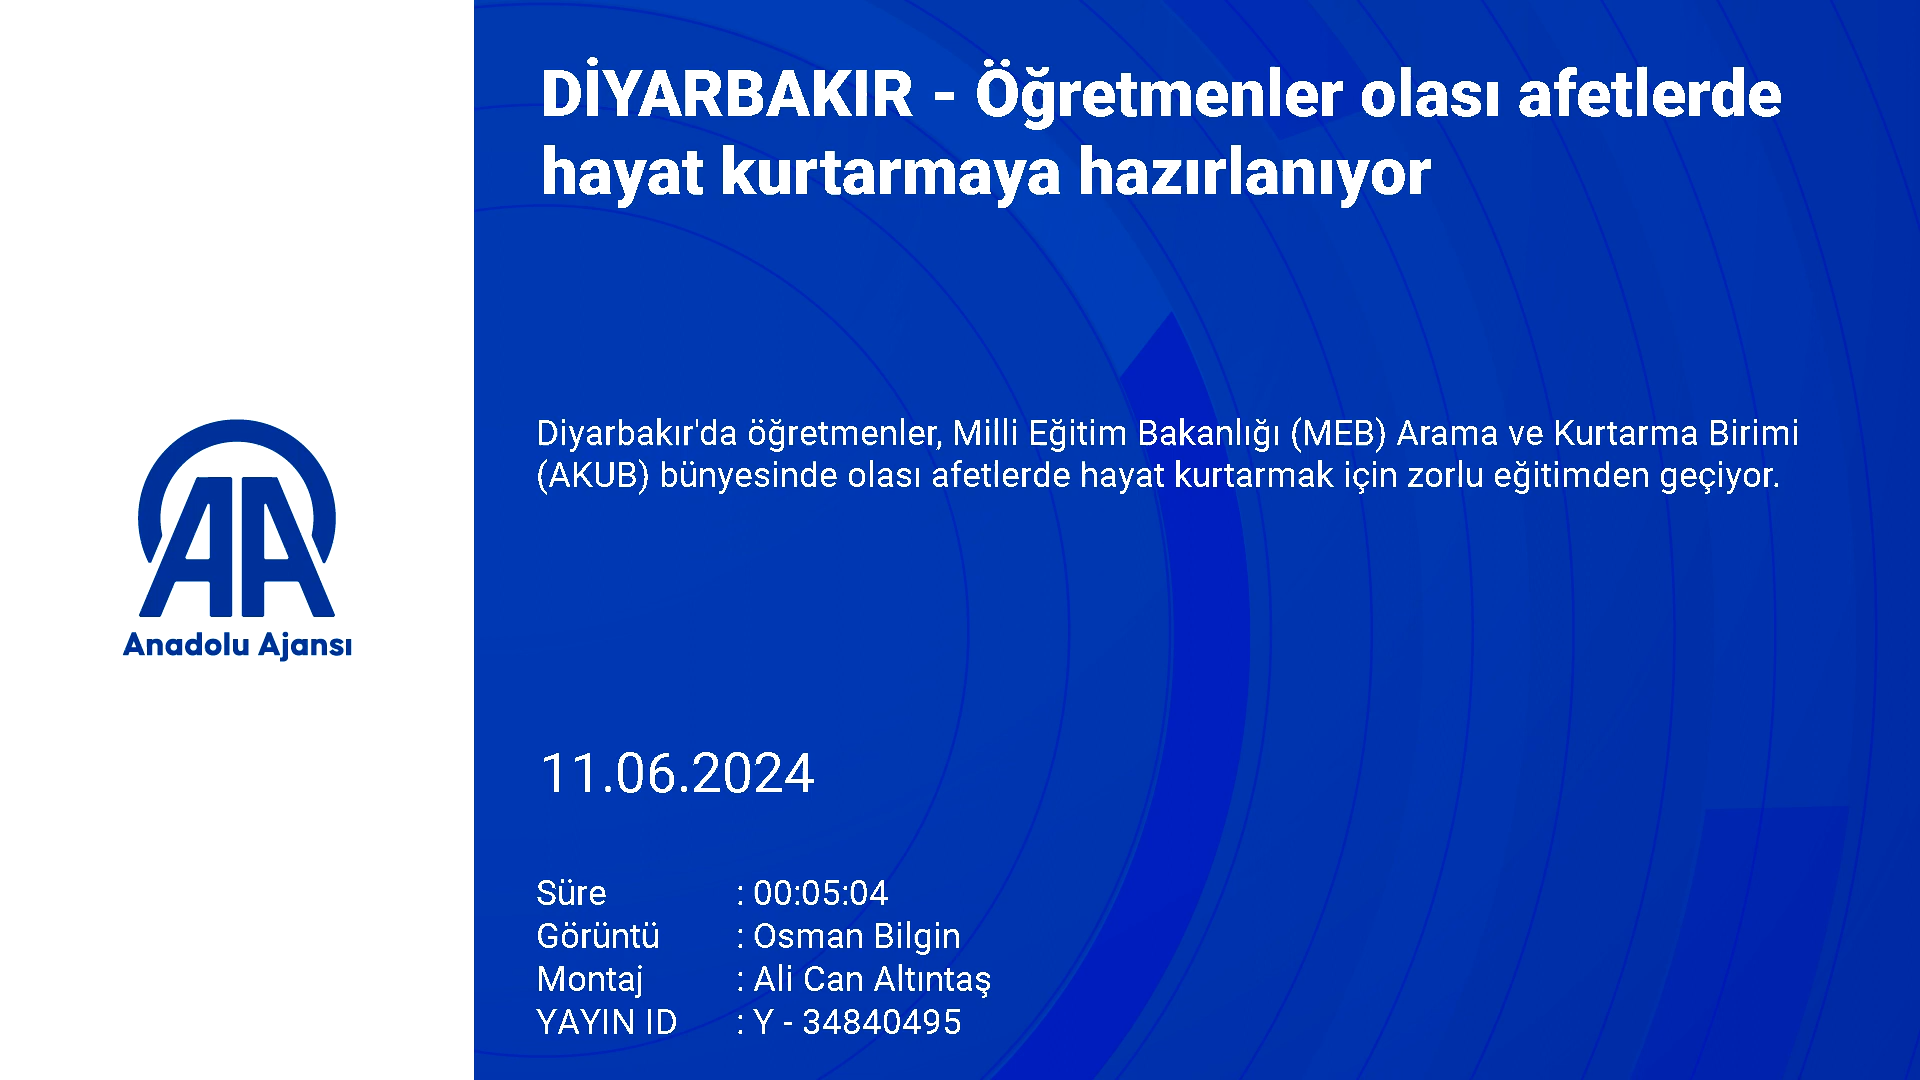 DİYARBAKIR - Öğretmenler olası afetlerde
hayat kurtarmaya hazırlanıyor
Diyarbakır'da öğretmenler, Milli Eğitim Bakanlığı (MEB) Arama ve Kurtarma Birimi
(AKUB) bünyesinde olası afetlerde hayat kurtarmak için zorlu eğitimden geçiyor.
AA
Anadolu Ajansı
11.06.2024
Süre : 00:05:04
Görüntü : Osman Bilgin
Montaj : Ali Can Altıntaş
YAYIN ID : Y - 34840495